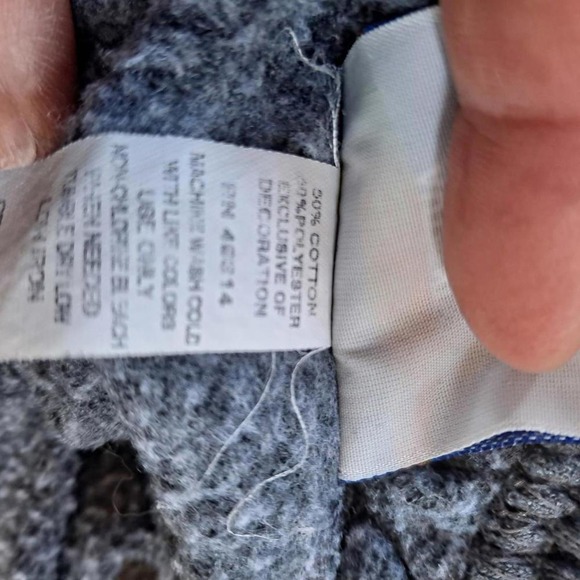 50% COTTON
50% POLYESTER
EXCLUSIVE OF
DECORATION
RN 46314
MACHINE WASH COLD
WITH LIKE COLORS
USE ONLY
NON-CHLORINE BLEACH
WHEN NEEDED
TUMBLE DRY LOW